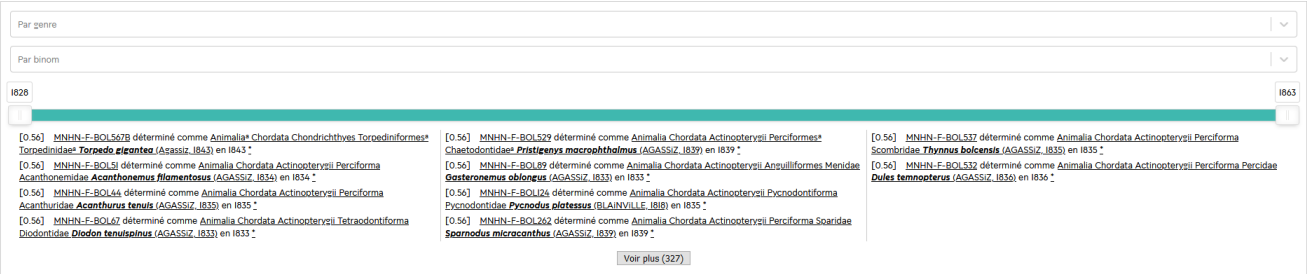 Par genre
Par binom
1828
1863
[0.56] MNHN-F-BOL567B déterminé comme Animaliaª Chordata Chondrichthyes Torpediniformesª
Torpedinidaeª Torpedo gigantea (Agassiz, 1843) en 1843 *
[0.56] MNHN-F-BOL51 déterminé comme Animalia Chordata Actinopterygii Perciforma
Acanthonemidae Acanthonemus filamentosus (AGASSiZ, 1834) en 1834 *
[0.56] MNHN-F-BOL44 déterminé comme Animalia Chordata Actinopterygii Perciforma
Acanthuridae Acanthurus tenuis (AGASSiZ, 1835) en 1835 *
[0.56] MNHN-F-BOL67 déterminé comme Animalia Chordata Actinopterygii Tetraodontiforma
Diodontidae Diodon tenuispinus (AGASSiZ, 1833) en 1833 *
[0.56] MNHN-F-BOL529 déterminé comme Animalia Chordata Actinopterygii Perciformesª
Chaetodontidaeª Pristigenys macrophthalmus (AGASSiZ, 1839) en 1839 *
[0.56] MNHN-F-BOL89 déterminé comme Animalia Chordata Actinopterygii Anguilliformes Menidae
Gasteronemus oblongus (AGASSiZ, 1833) en 1833 *
[0.56] MNHN-F-BOL124 déterminé comme Animalia Chordata Actinopterygii Pycnodontiforma
Pycnodontidae Pycnodus platessus (BLAiNViLLE, 1818) en 1835 *
[0.56] MNHN-F-BOL262 déterminé comme Animalia Chordata Actinopterygii Perciforma Sparidae
Sparnodus micracanthus (AGASSiZ, 1839) en 1839 *
[0.56] MNHN-F-BOL537 déterminé comme Animalia Chordata Actinopterygii Perciforma
Scombridae Thynnus bolcensis (AGASSiZ, 1835) en 1835 *
[0.56] MNHN-F-BOL532 déterminé comme Animalia Chordata Actinopterygii Perciforma Percidae
Dules temnopterus (AGASSiZ, 1836) en 1836 *
Voir plus (327)